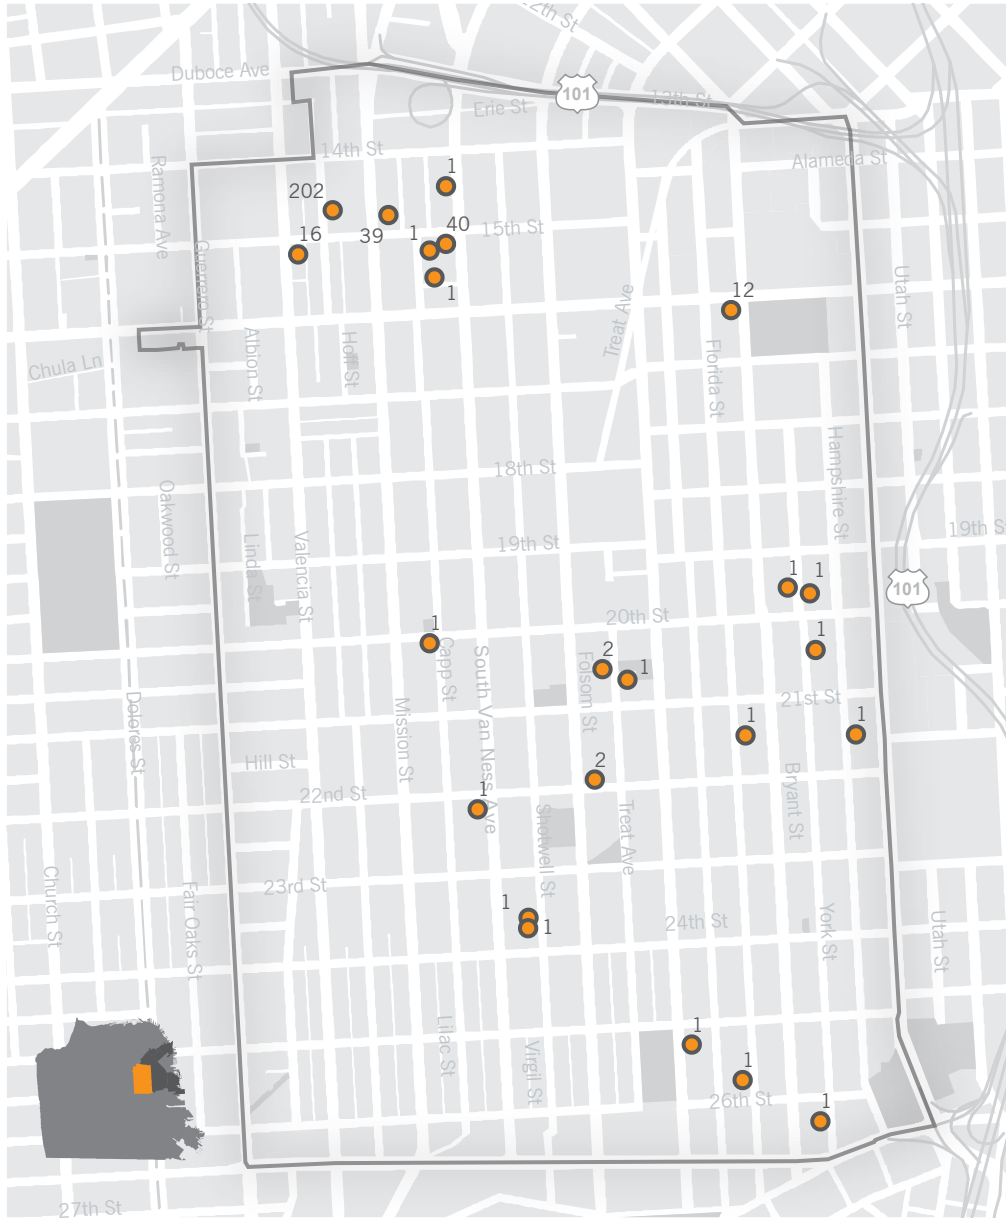 22th St
Duboce Ave
101
13th St
Erie St
14th St
Alameda St
Ramona Ave
1
202
39
1
40
15th St
16
Guerrero St
1
12
Utah St
Treat Ave
Chula Ln
Albion St
Hoff St
Florida St
18th St
Hampshire St
Oakwood St
19th St
19th S
Linda St
Valencia St
1
1
101
20th St
1
Capp St
1
2
1
Folsom St
South Van Ness Ave
21st St
Dolores St
Mission St
1
1
Hill St
2
Bryant St
22nd St
1
Shotwell St
Treat Ave
23rd St
Church St
Fair Oaks St
1
1
24th St
York St
Utah St
Lilac St
Virgil St
1
1
26th St
1
27th St